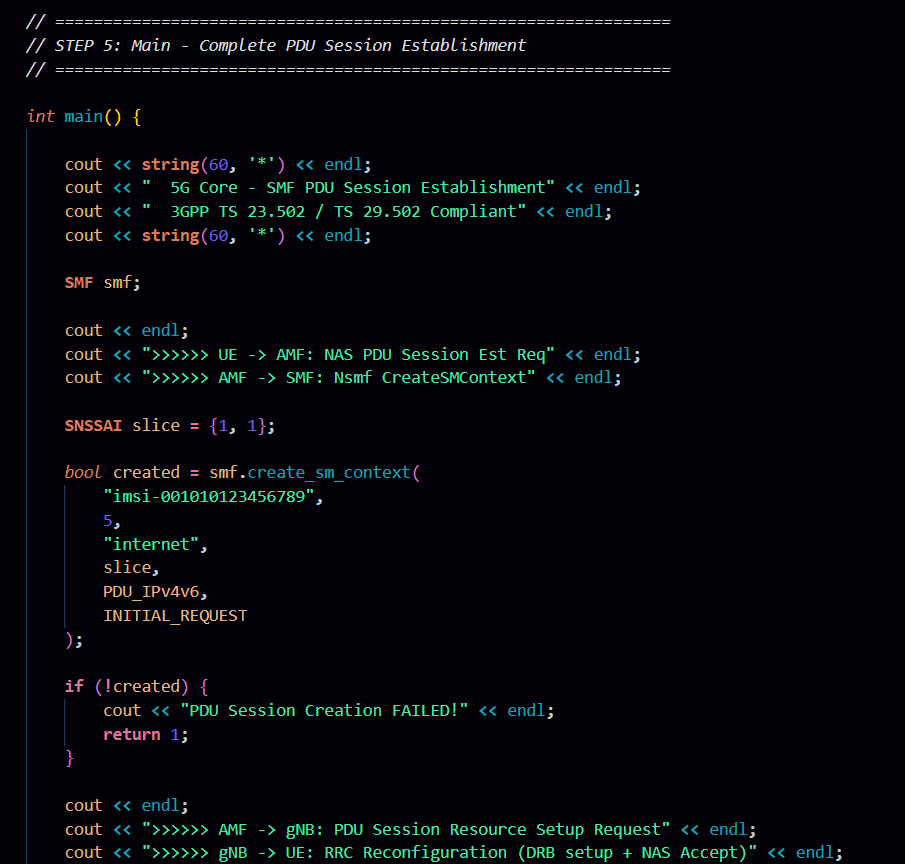 // ================================================================
// STEP 5: Main - Complete PDU Session Establishment
// ================================================================
int main() {
cout << string(60, '*') << endl;
cout << "  5G Core - SMF PDU Session Establishment" << endl;
cout << "  3GPP TS 23.502 / TS 29.502 Compliant" << endl;
cout << string(60, '*') << endl;
SMF smf;
cout << endl;
cout << ">>>>>> UE -> AMF: NAS PDU Session Est Req" << endl;
cout << ">>>>>> AMF -> SMF: Nsmf CreateSMContext" << endl;
SNSSAI slice = {1, 1};
bool created = smf.create_sm_context(
"imsi-001010123456789",
5,
"internet",
slice,
PDU_IPv4v6,
INITIAL_REQUEST
);
if (!created) {
cout << "PDU Session Creation FAILED!" << endl;
return 1;
}
cout << endl;
cout << ">>>>>> AMF -> gNB: PDU Session Resource Setup Request" << endl;
cout << ">>>>>> gNB -> UE: RRC Reconfiguration (DRB setup + NAS Accept)" << endl;